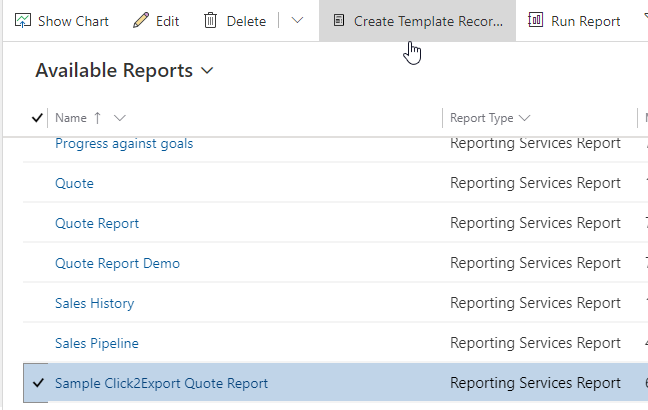 Show Chart Edit Delete Create Template Recor... Run Report
Available Reports
Name Report Type
Progress against goals Reporting Services Report
Quote Reporting Services Report
Quote Report Reporting Services Report
Quote Report Demo Reporting Services Report
Sales History Reporting Services Report
Sales Pipeline Reporting Services Report
Sample Click2Export Quote Report Reporting Services Report